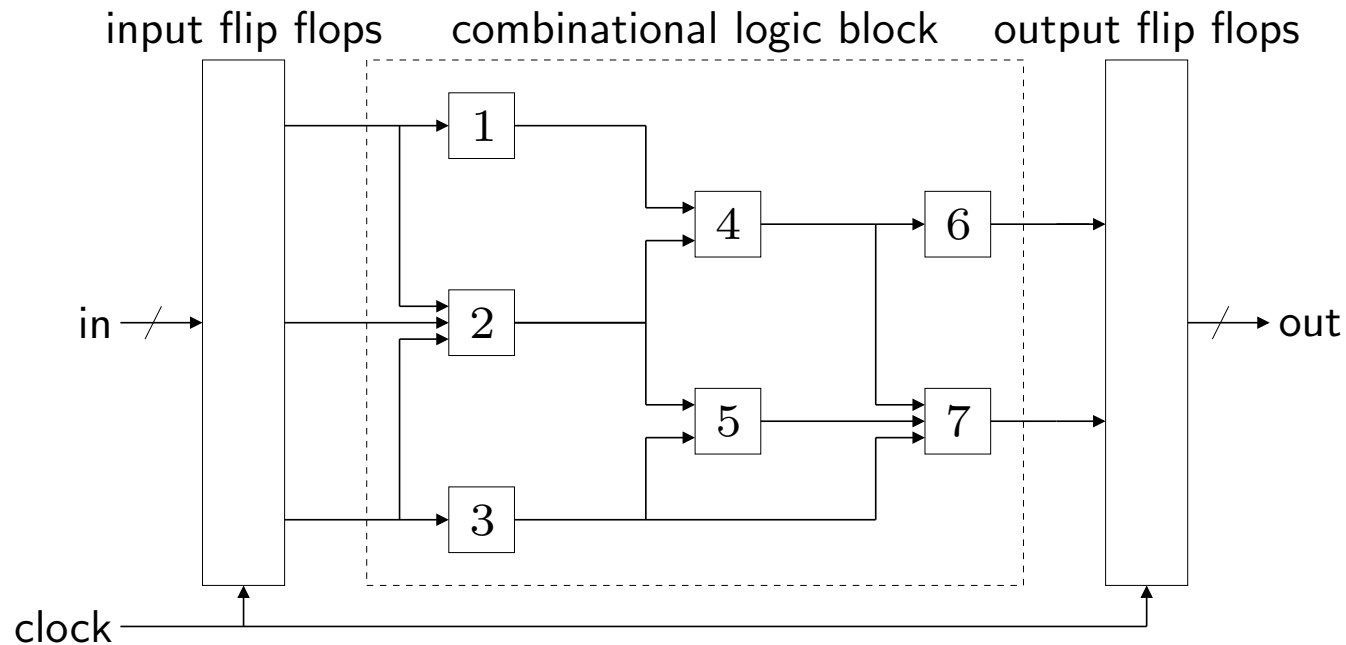 input flip flops
combinational logic block
output flip flops
1
4
6
in
2
out
5
7
3
clock